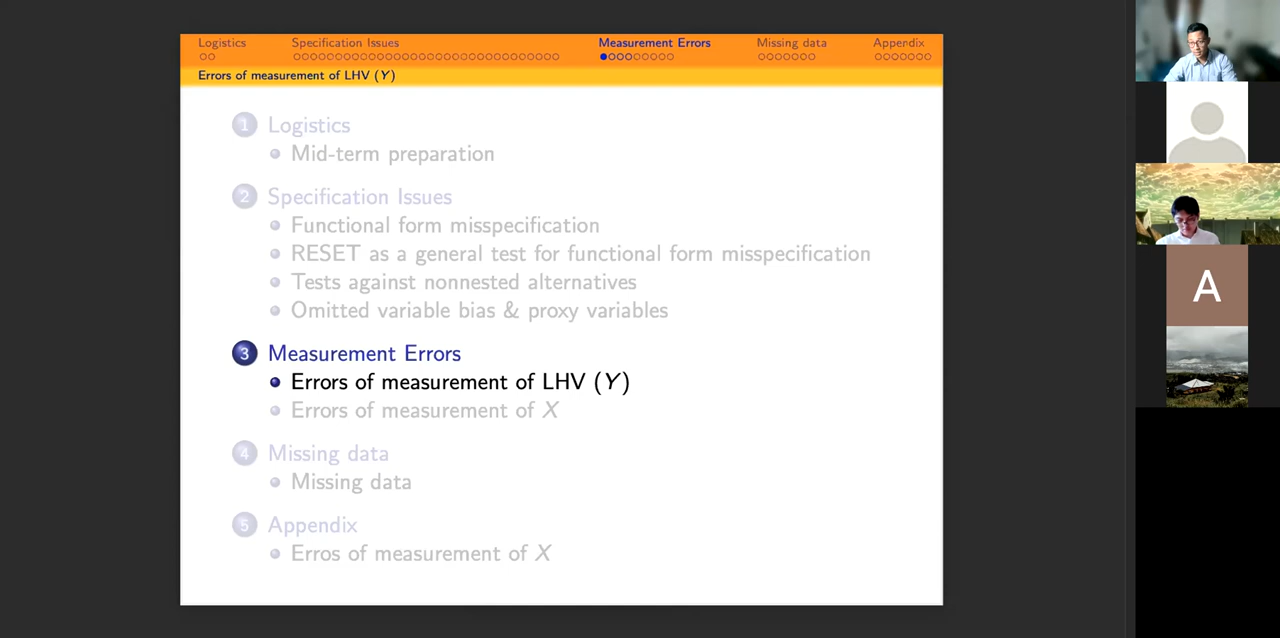 Logistics Specification Issues Measurement Errors Missing data Appendix
Errors of measurement of LHV (Y)
1 Logistics
Mid-term preparation
2 Specification Issues
Functional form misspecification
RESET as a general test for functional form misspecification
Tests against nonnested alternatives
Omitted variable bias & proxy variables
3 Measurement Errors
Errors of measurement of LHV (Y)
Errors of measurement of X
4 Missing data
Missing data
5 Appendix
Erros of measurement of X
A